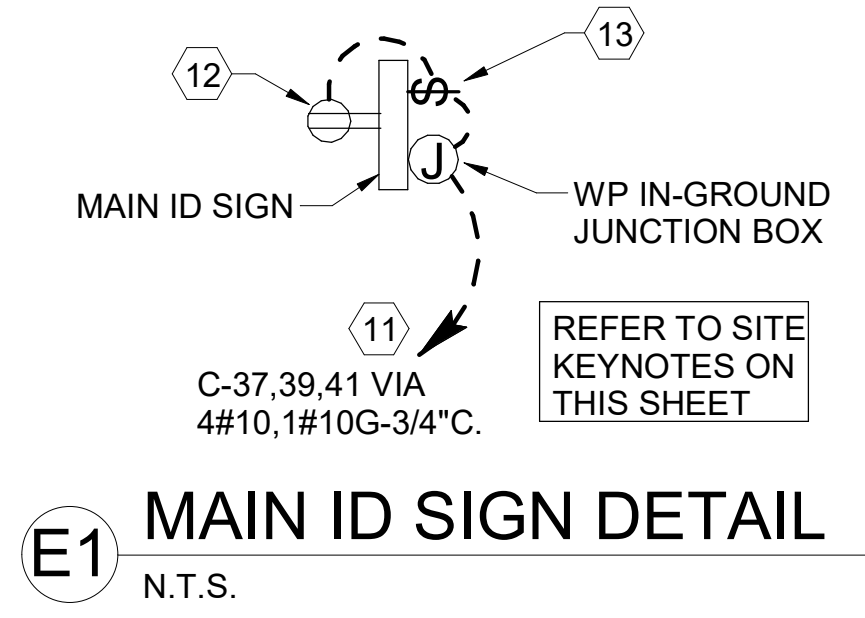 12
13
S
J
MAIN ID SIGN
WP IN-GROUND
JUNCTION BOX
11
C-37,39,41 VIA
4#10,1#10G-3/4"C.
REFER TO SITE
KEYNOTES ON
THIS SHEET
E1
MAIN ID SIGN DETAIL
N.T.S.